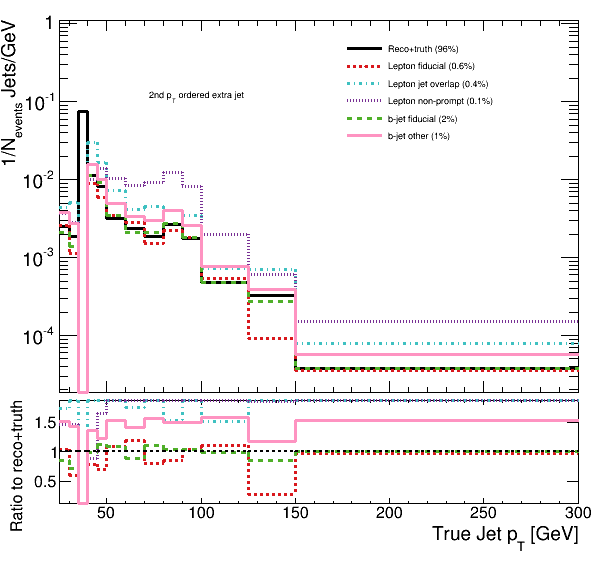 1/N_events Jets/GeV
1
10^-1
10^-2
10^-3
10^-4
2nd p_T ordered extra jet
Reco+truth (96%)
Lepton fiducial (0.6%)
Lepton jet overlap (0.4%)
Lepton non-prompt (0.1%)
b-jet fiducial (2%)
b-jet other (1%)
Ratio to reco+truth
1.5
1
0.5
50 100 150 200 250 300
True Jet p_T [GeV]